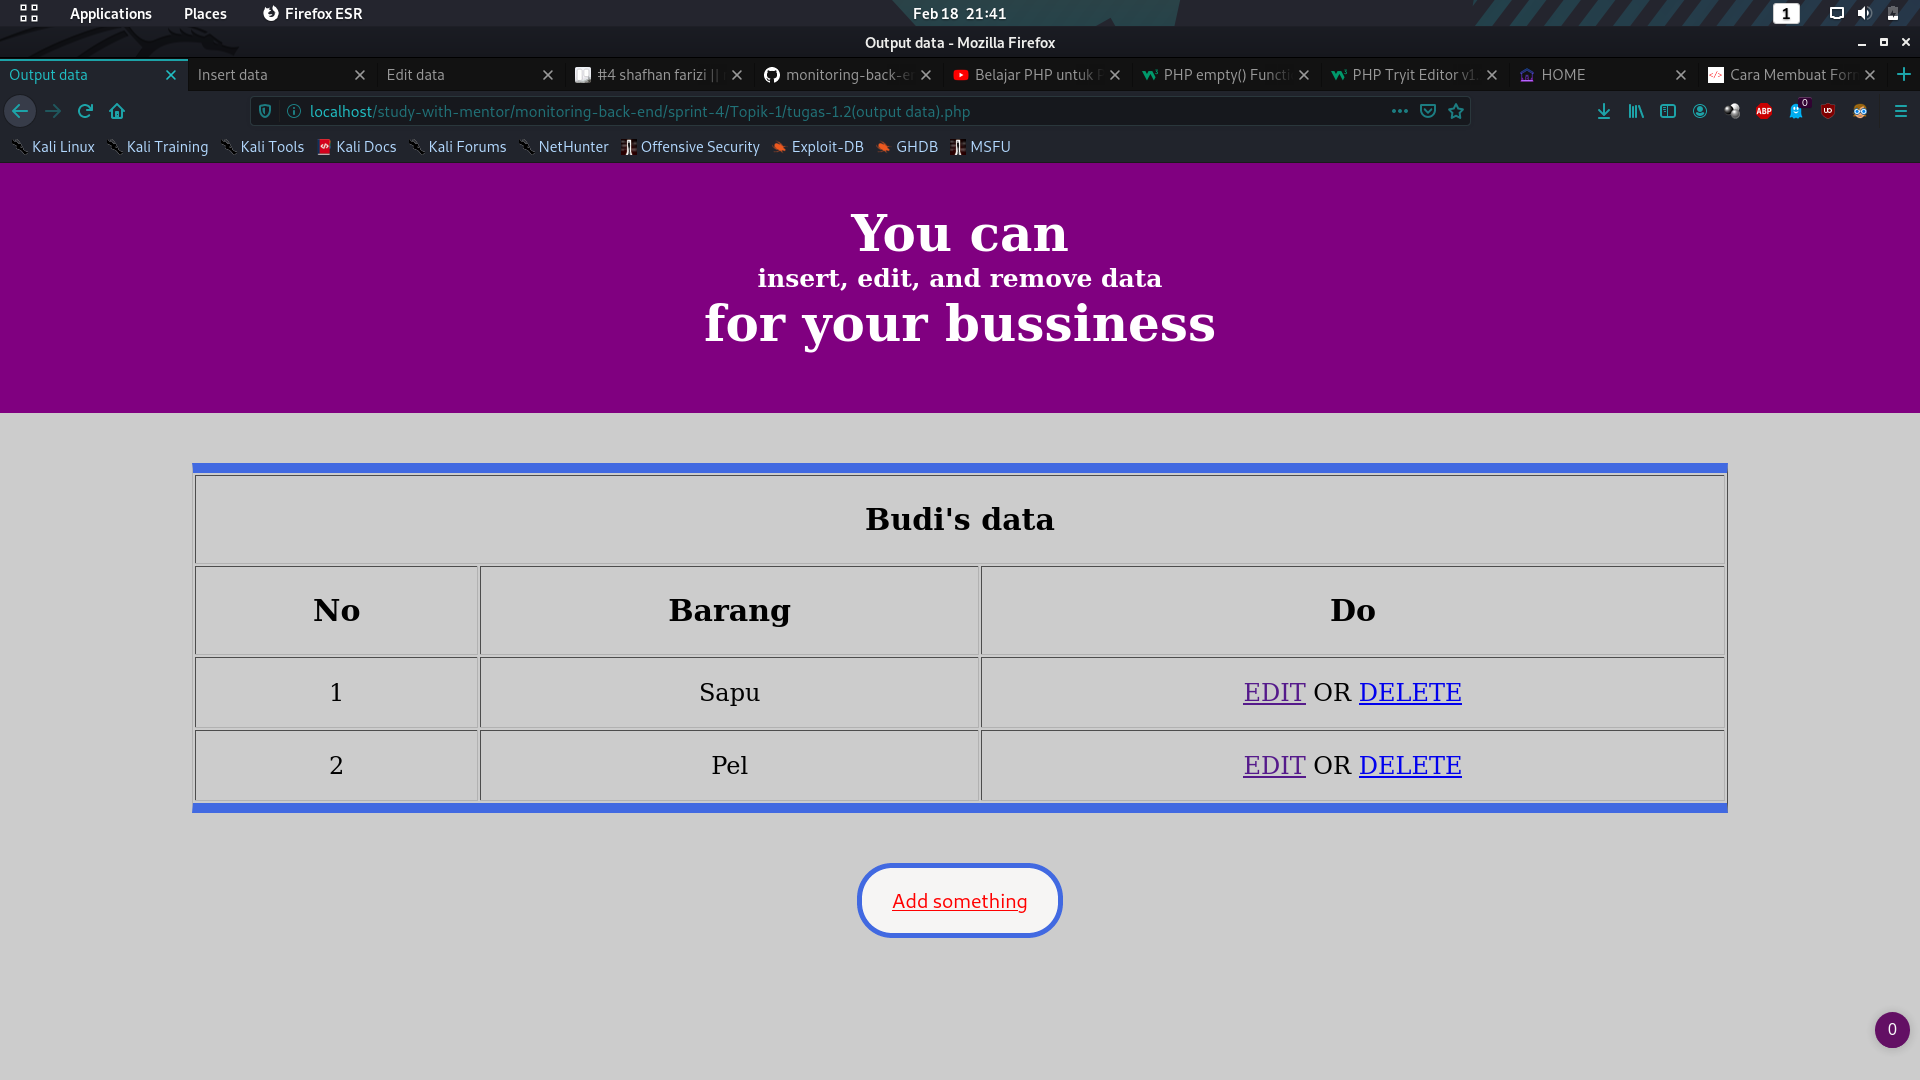 Applications Places Firefox ESR Feb 18 21:41 1
Output data - Mozilla Firefox
Output data Insert data Edit data #4 shafhan farizi || monitoring-back-e Belajar PHP untuk PHP empty() Functi PHP Tryit Editor v1. HOME Cara Membuat Form
localhost/study-with-mentor/monitoring-back-end/sprint-4/Topik-1/tugas-1.2(output data).php ABP 0 UD
Kali Linux Kali Training Kali Tools Kali Docs Kali Forums NetHunter Offensive Security Exploit-DB GHDB MSFU
You can
insert, edit, and remove data
for your bussiness
Budi's data
No Barang Do
1 Sapu EDIT OR DELETE
2 Pel EDIT OR DELETE
Add something
0